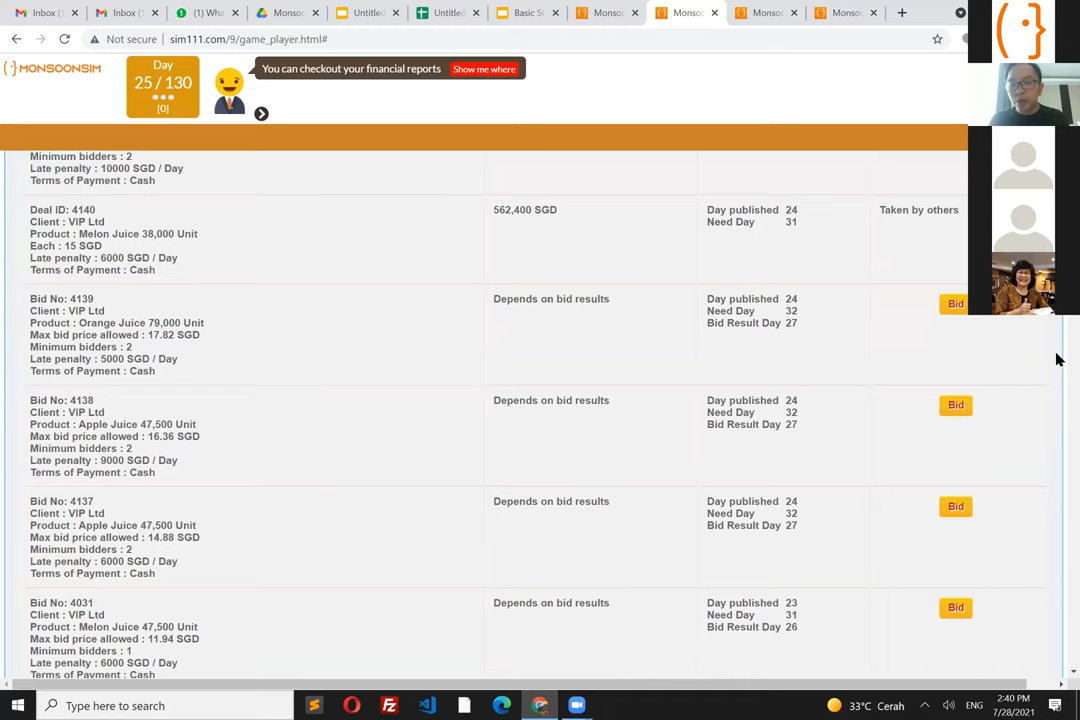 Inbox (1
Inbox (1
(1) Wha
Monsoo
Untitled
Untitled
Basic S
Monso
Monso
Monso
Monso
Not secure
sim111.com/9/game_player.html#
MONSOONSIM
Day
25 / 130
[0]
You can checkout your financial reports
Show me where
Minimum bidders : 2
Late penalty : 10000 SGD / Day
Terms of Payment : Cash
Deal ID: 4140
Client : VIP Ltd
Product : Melon Juice 38,000 Unit
Each : 15 SGD
Late penalty : 6000 SGD / Day
Terms of Payment : Cash
562,400 SGD
Day published 24
Need Day 31
Taken by others
Bid No: 4139
Client : VIP Ltd
Product : Orange Juice 79,000 Unit
Max bid price allowed : 17.82 SGD
Minimum bidders : 2
Late penalty : 5000 SGD / Day
Terms of Payment : Cash
Depends on bid results
Day published 24
Need Day 32
Bid Result Day 27
Bid
Bid No: 4138
Client : VIP Ltd
Product : Apple Juice 47,500 Unit
Max bid price allowed : 16.36 SGD
Minimum bidders : 2
Late penalty : 9000 SGD / Day
Terms of Payment : Cash
Depends on bid results
Day published 24
Need Day 32
Bid Result Day 27
Bid
Bid No: 4137
Client : VIP Ltd
Product : Apple Juice 47,500 Unit
Max bid price allowed : 14.88 SGD
Minimum bidders : 2
Late penalty : 6000 SGD / Day
Terms of Payment : Cash
Depends on bid results
Day published 24
Need Day 32
Bid Result Day 27
Bid
Bid No: 4031
Client : VIP Ltd
Product : Melon Juice 47,500 Unit
Max bid price allowed : 11.94 SGD
Minimum bidders : 1
Late penalty : 6000 SGD / Day
Terms of Payment : Cash
Depends on bid results
Day published 23
Need Day 31
Bid Result Day 26
Bid
Type here to search
33°C Cerah
ENG
2:40 PM
7/28/2021